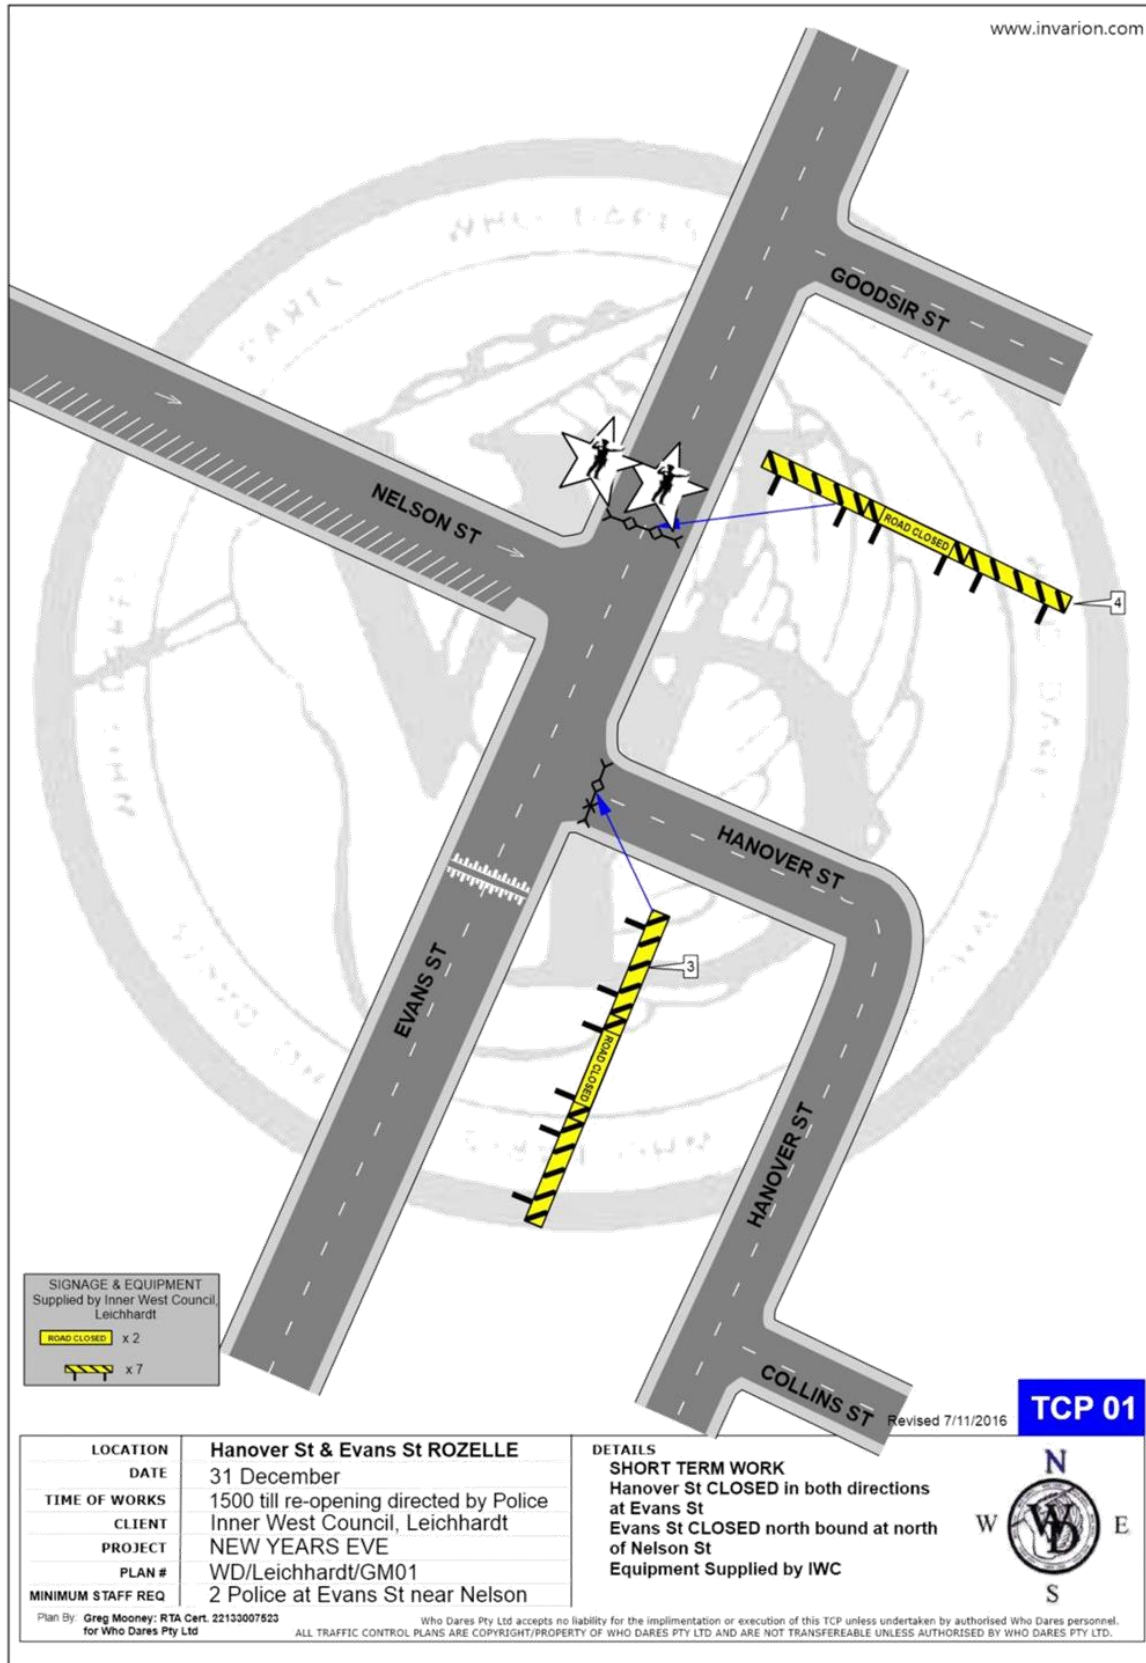 www.invarion.com
GOODSIR ST
NELSON ST
ROAD CLOSED
4
HANOVER ST
3
ROAD CLOSED
EVANS ST
HANOVER ST
COLLINS ST
SIGNAGE & EQUIPMENT
Supplied by Inner West Council,
Leichhardt
ROAD CLOSED x 2
x 7
Revised 7/11/2016
TCP 01
LOCATION Hanover St & Evans St ROZELLE
DATE 31 December
TIME OF WORKS 1500 till re-opening directed by Police
CLIENT Inner West Council, Leichhardt
PROJECT NEW YEARS EVE
PLAN # WD/Leichhardt/GM01
MINIMUM STAFF REQ 2 Police at Evans St near Nelson
DETAILS
SHORT TERM WORK
Hanover St CLOSED in both directions
at Evans St
Evans St CLOSED north bound at north
of Nelson St
Equipment Supplied by IWC
N
W
WD
E
S
Plan By: Greg Mooney: RTA Cert. 22133007523
for Who Dares Pty Ltd
Who Dares Pty Ltd accepts no liability for the implimentation or execution of this TCP unless undertaken by authorised Who Dares personnel.
ALL TRAFFIC CONTROL PLANS ARE COPYRIGHT/PROPERTY OF WHO DARES PTY LTD AND ARE NOT TRANSFEREABLE UNLESS AUTHORISED BY WHO DARES PTY LTD.